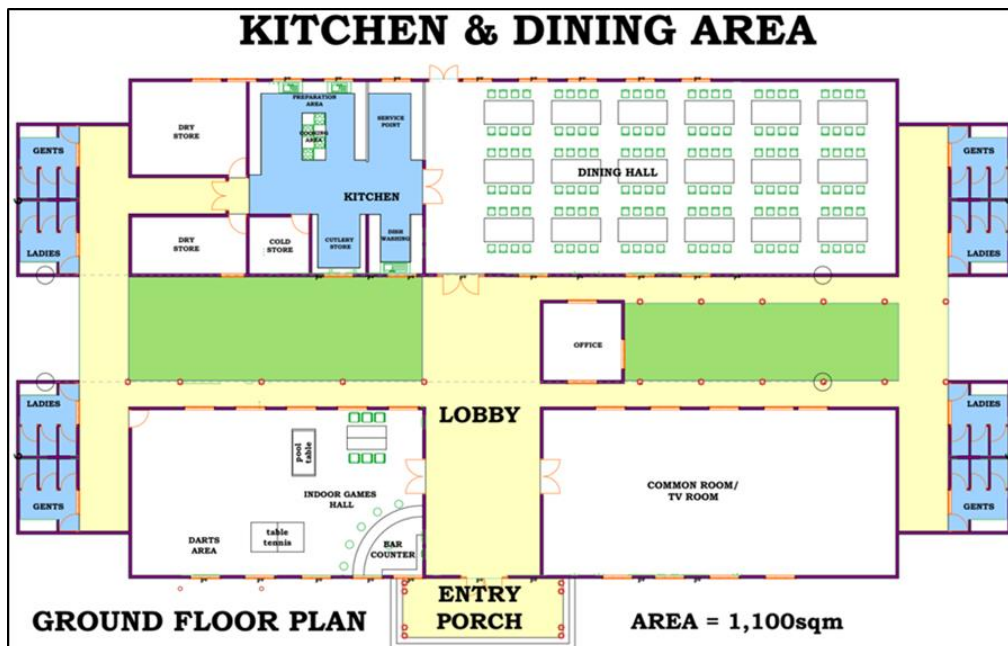 KITCHEN & DINING AREA
PREPARATION
AREA
DRY
STORE
COOKING
AREA
SERVICE
POINT
GENTS
GENTS
DINING HALL
KITCHEN
LADIES
DRY
STORE
COLD
STORE
CUTLERY
STORE
DISH
WASHING
LADIES
OFFICE
LADIES
LOBBY
LADIES
pool
table
COMMON ROOM/
TV ROOM
INDOOR GAMES
HALL
GENTS
GENTS
DARTS
AREA
table
tennis
BAR
COUNTER
ENTRY
PORCH
GROUND FLOOR PLAN
AREA = 1,100sqm